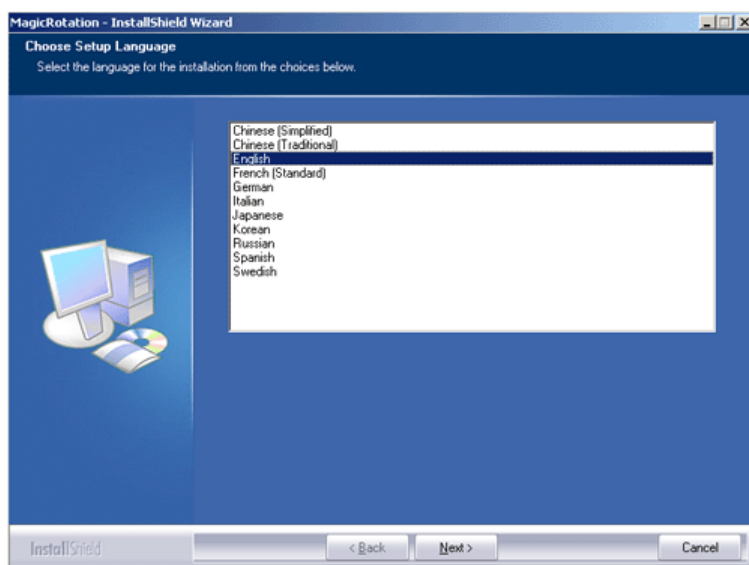 MagicRotation - InstallShield Wizard
Choose Setup Language
Select the language for the installation from the choices below.
Chinese (Simplified)
Chinese (Traditional)
English
French (Standard)
German
Italian
Japanese
Korean
Russian
Spanish
Swedish
InstallShield
< Back
Next >
Cancel